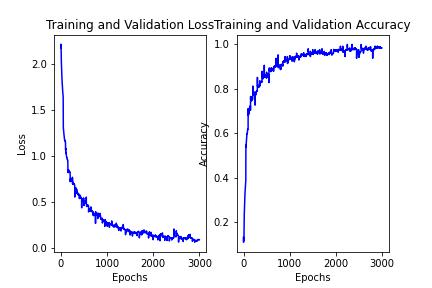 Training and Validation Loss
2.0
1.5
1.0
0.5
0.0
Loss
0 1000 2000 3000
Epochs
Training and Validation Accuracy
1.0
0.8
0.6
0.4
0.2
Accuracy
0 1000 2000 3000
Epochs